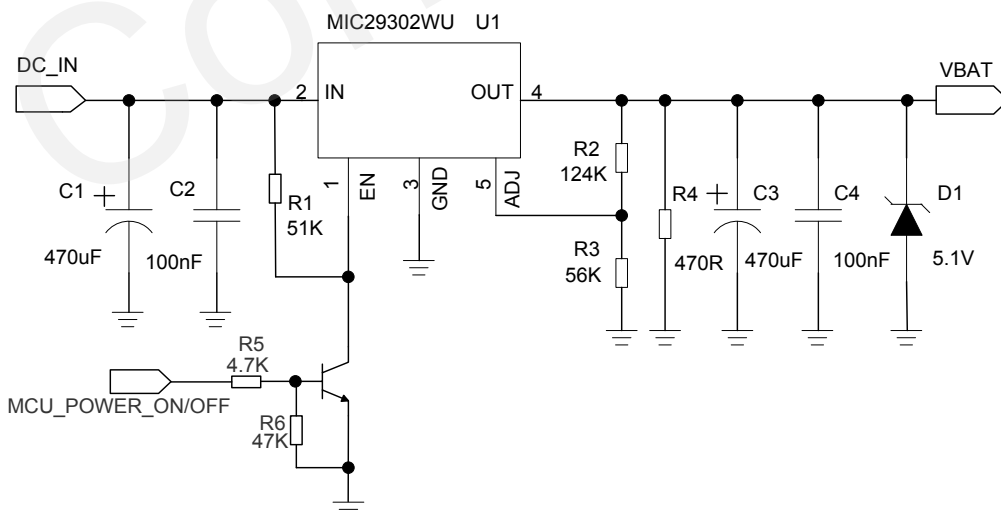 MIC29302WU U1
DC_IN
VBAT
2
IN
OUT
4
1
EN
3
GND
5
ADJ
C1
470uF
C2
100nF
R1
51K
R2
124K
R3
56K
R4
470R
C3
470uF
C4
100nF
D1
5.1V
R5
4.7K
MCU_POWER_ON/OFF
R6
47K